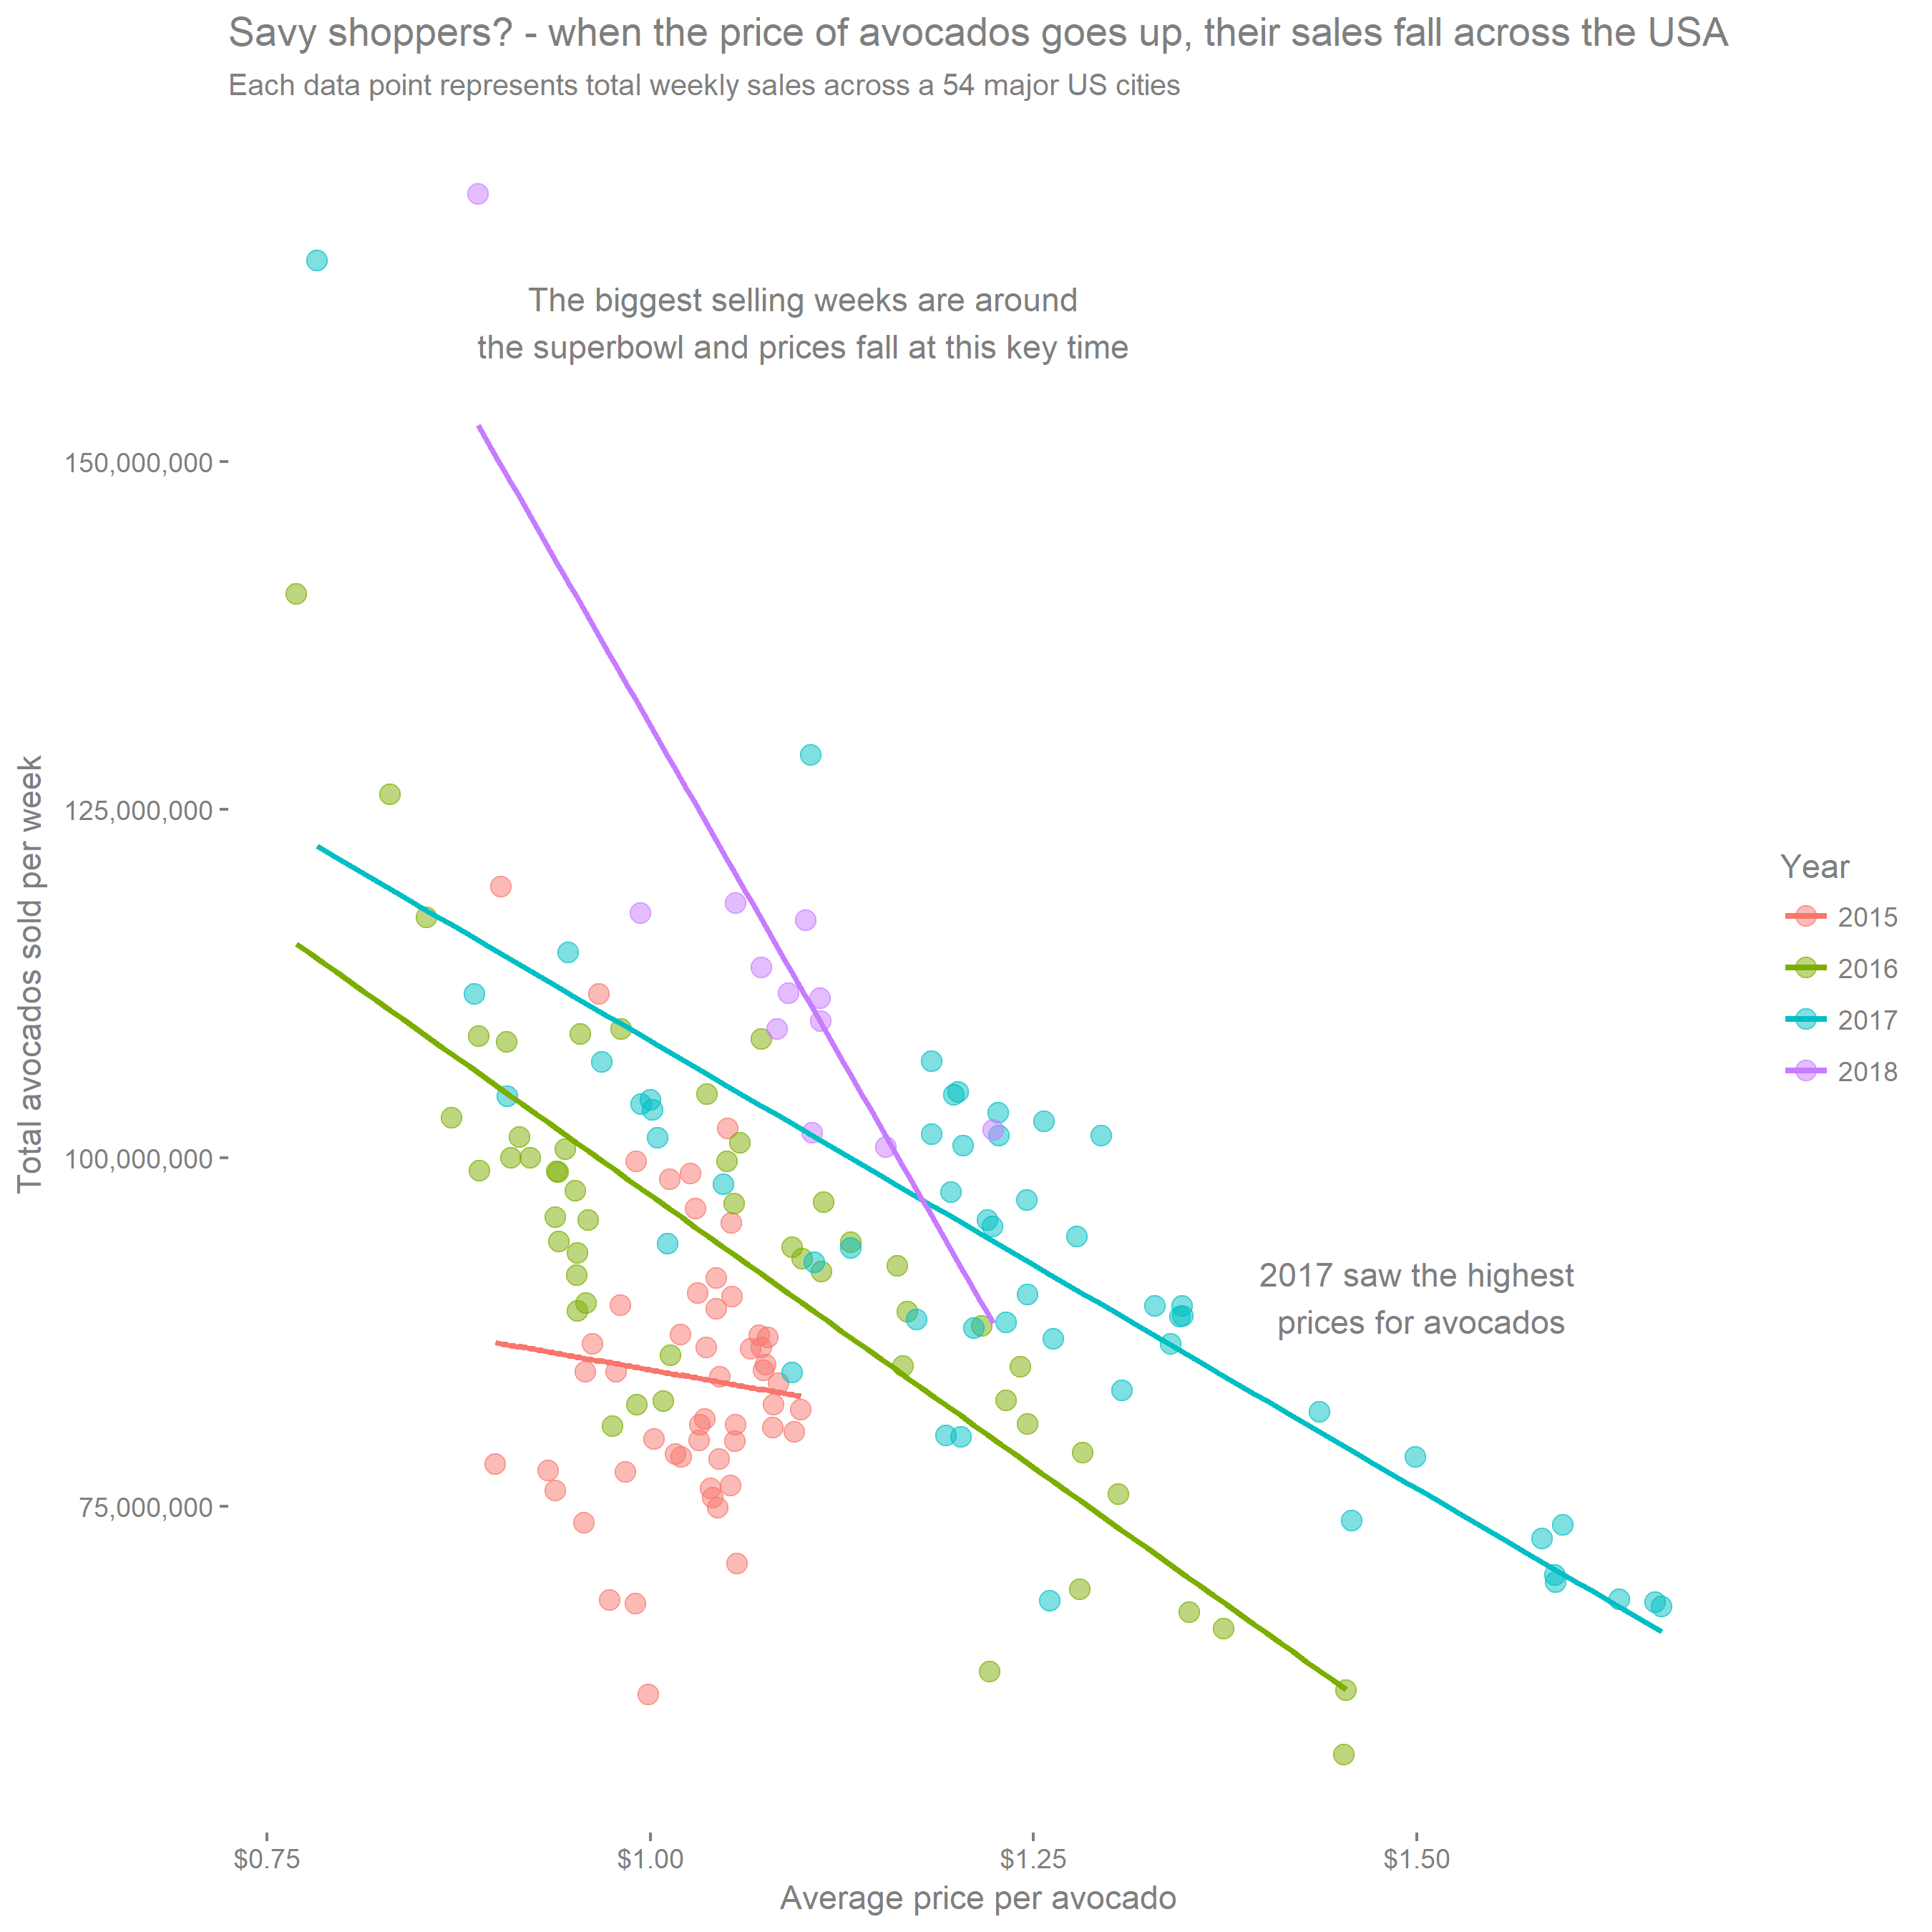 Savy shoppers? - when the price of avocados goes up, their sales fall across the USA
Each data point represents total weekly sales across a 54 major US cities
The biggest selling weeks are around
the superbowl and prices fall at this key time
150,000,000
125,000,000
100,000,000
75,000,000
Total avocados sold per week
2017 saw the highest
prices for avocados
Year
2015
2016
2017
2018
$0.75
$1.00
$1.25
$1.50
Average price per avocado